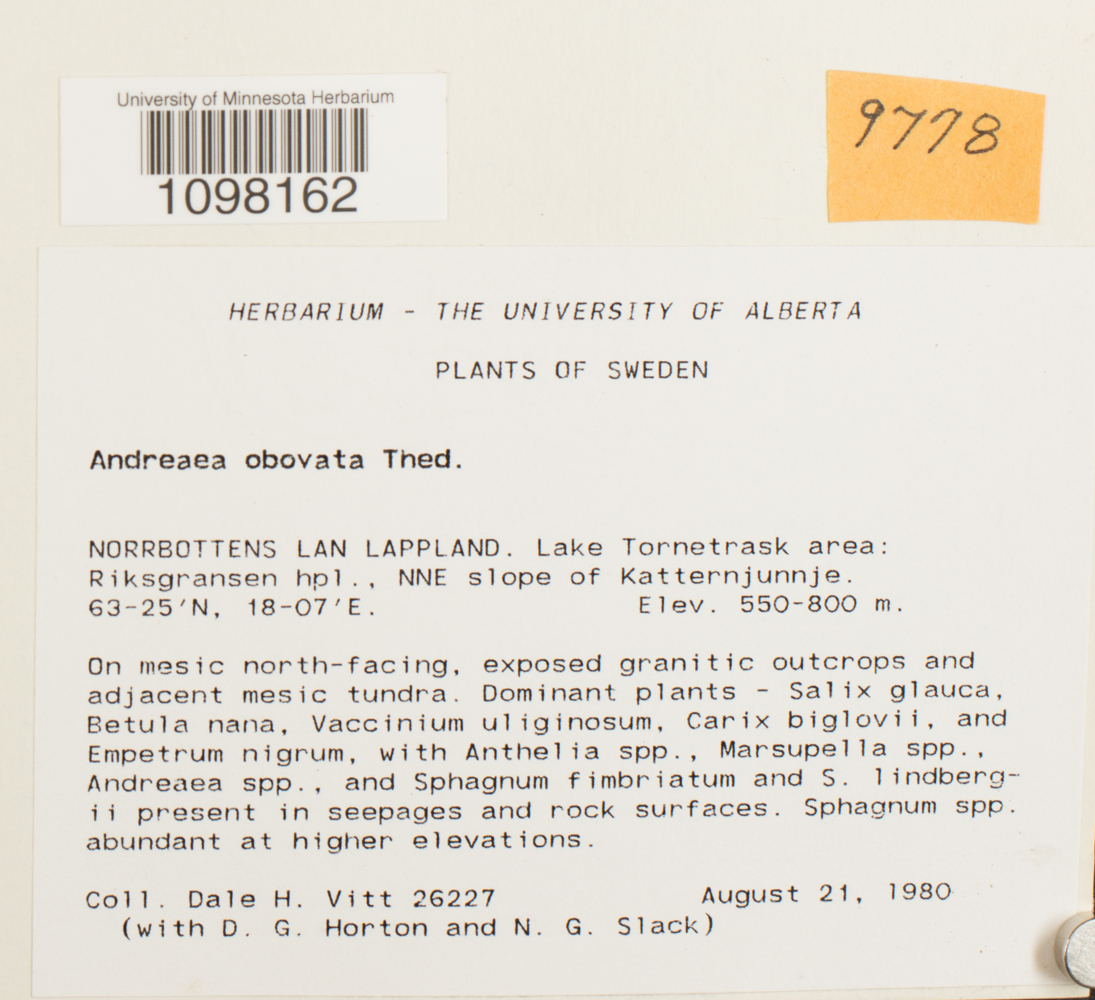 University of Minnesota Herbarium
1098162
9778
HERBARIUM - THE UNIVERSITY OF ALBERTA
PLANTS OF SWEDEN
Andreaea obovata Thed.
NORRBOTTENS LAN LAPPLAND. Lake Tornetrask area:
Riksgransen hpl., NNE slope of Katternjunnje.
63-25'N, 18-07'E. Elev. 550-800 m.
On mesic north-facing, exposed granitic outcrops and
adjacent mesic tundra. Dominant plants - Salix glauca,
Betula nana, Vaccinium uliginosum, Carix biglovii, and
Empetrum nigrum, with Anthelia spp., Marsupella spp.,
Andreaea spp., and Sphagnum fimbriatum and S. lindberg-
ii present in seepages and rock surfaces. Sphagnum spp.
abundant at higher elevations.
Coll. Dale H. Vitt 26227 August 21, 1980
(with D. G. Horton and N. G. Slack)